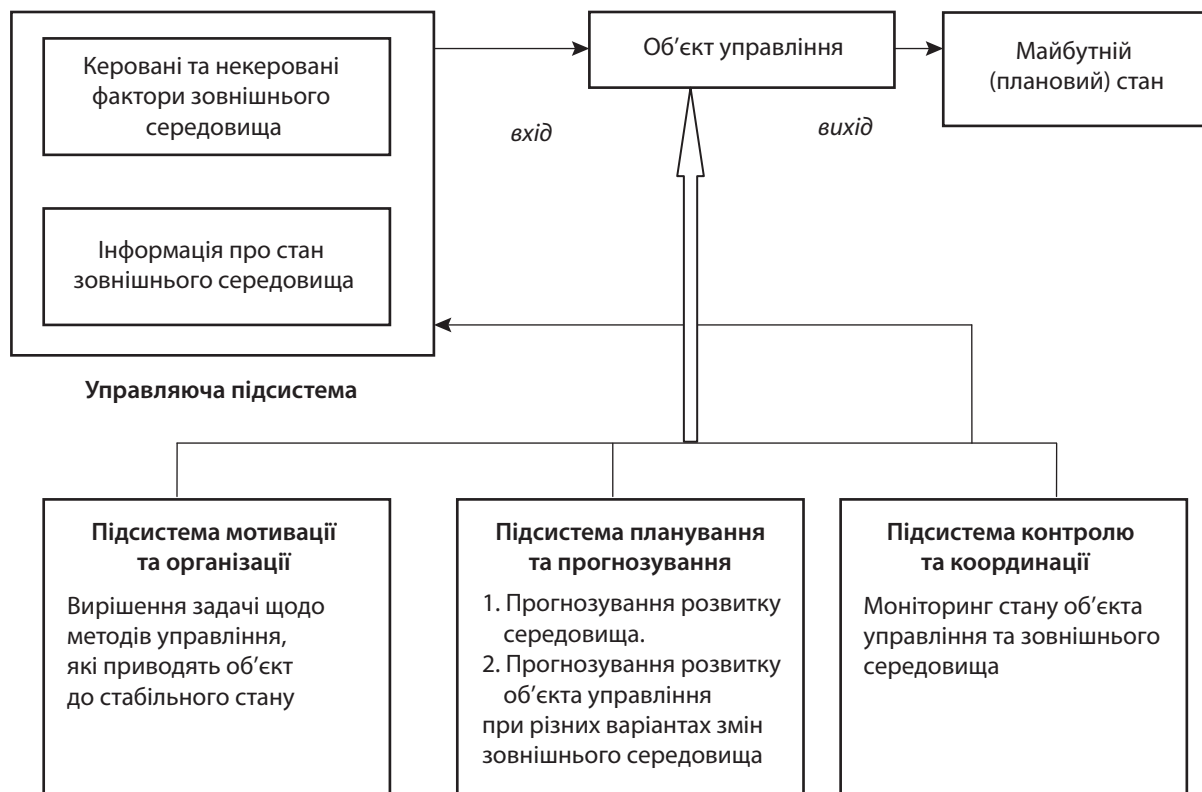 Керовані та некеровані
фактори зовнішнього
середовища
Інформація про стан
зовнішнього середовища
Управляюча підсистема
вхід
Об’єкт управління
вихід
Майбутній
(плановий) стан
Підсистема мотивації
та організації
Вирішення задачі щодо
методів управління,
які приводять об’єкт
до стабільного стану
Підсистема планування
та прогнозування
1. Прогнозування розвитку
середовища.
2. Прогнозування розвитку
об’єкта управління
при різних варіантах змін
зовнішнього середовища
Підсистема контролю
та координації
Моніторинг стану об’єкта
управління та зовнішнього
середовища